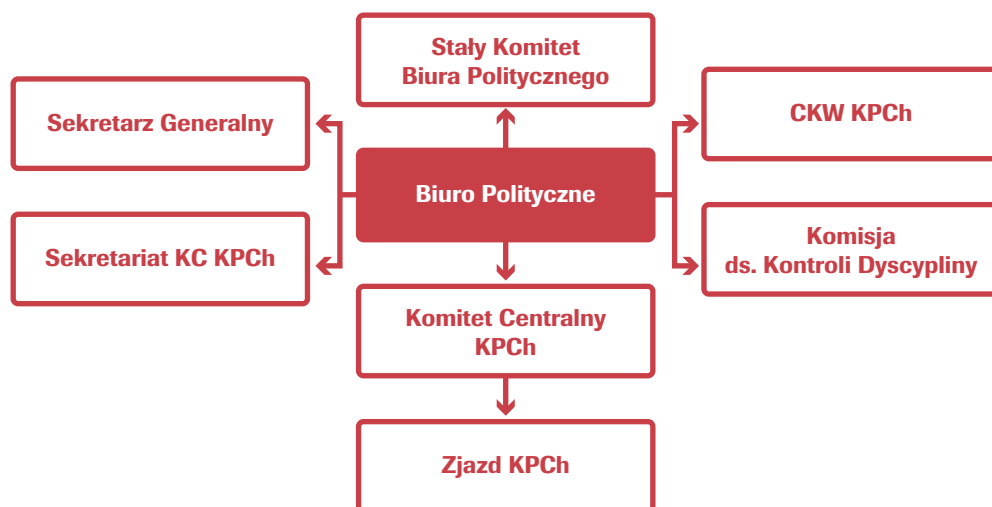 Stały Komitet
Biura Politycznego
Sekretarz Generalny
CKW KPCh
Biuro Polityczne
Sekretariat KC KPCh
Komisja
ds. Kontroli Dyscypliny
Komitet Centralny
KPCh
Zjazd KPCh